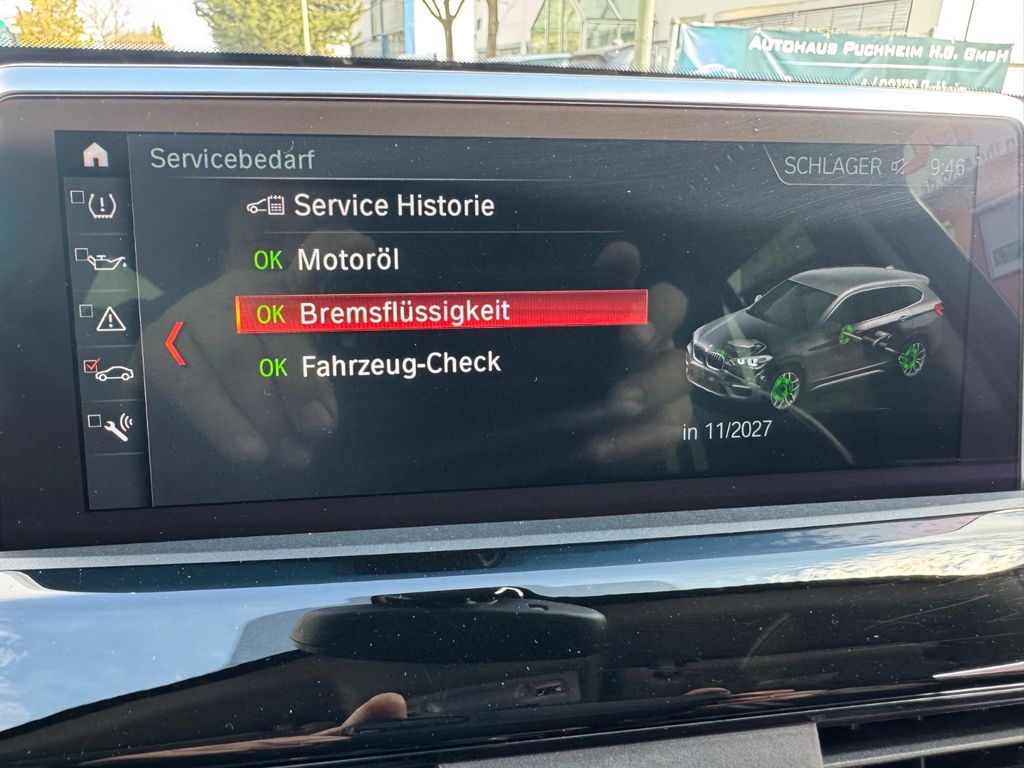 AUTOHAUS PUCHHEIM H.G. GMBH
Servicebedarf
SCHLAGER
9:46
Service Historie
OK Motoröl
OK Bremsflüssigkeit
OK Fahrzeug-Check
in 11/2027